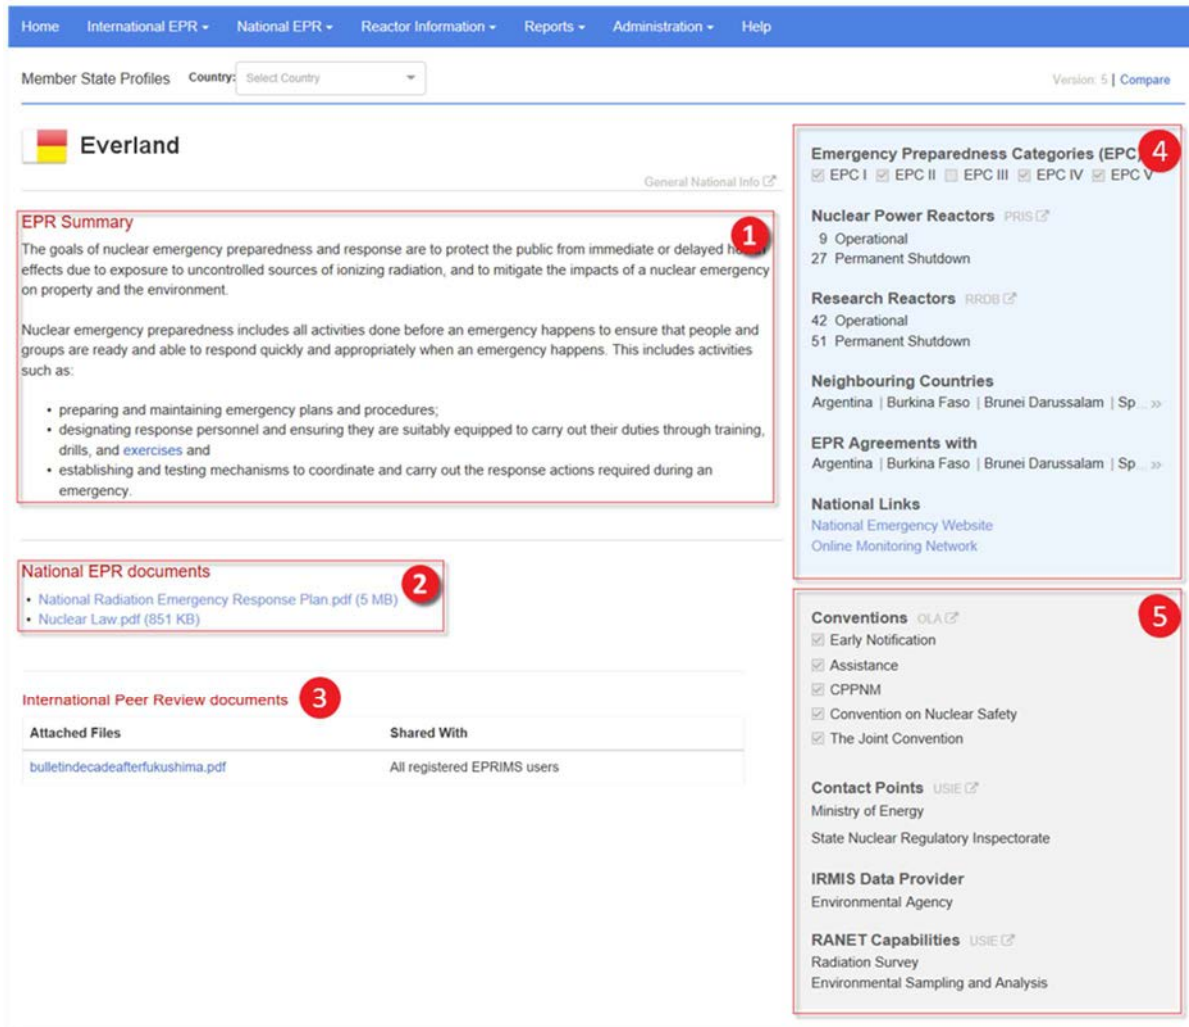 Home International EPR National EPR Reactor Information Reports Administration Help
Member State Profiles Country: Select Country Version: 5 | Compare
Everland
General National Info
EPR Summary
1
The goals of nuclear emergency preparedness and response are to protect the public from immediate or delayed
effects due to exposure to uncontrolled sources of ionizing radiation, and to mitigate the impacts of a nuclear emergency
on property and the environment.
Nuclear emergency preparedness includes all activities done before an emergency happens to ensure that people and
groups are ready and able to respond quickly and appropriately when an emergency happens. This includes activities
such as:
• preparing and maintaining emergency plans and procedures;
• designating response personnel and ensuring they are suitably equipped to carry out their duties through training,
drills, and exercises and
• establishing and testing mechanisms to coordinate and carry out the response actions required during an
emergency.
National EPR documents
2
• National Radiation Emergency Response Plan.pdf (5 MB)
• Nuclear Law.pdf (851 KB)
International Peer Review documents 3
Attached Files Shared With
bulletindecadeafterfukushima.pdf All registered EPRIMS users
Emergency Preparedness Categories (EPC) 4
EPC I EPC II EPC III EPC IV EPC V
Nuclear Power Reactors PRIS
9 Operational
27 Permanent Shutdown
Research Reactors RRDB
42 Operational
51 Permanent Shutdown
Neighbouring Countries
Argentina | Burkina Faso | Brunei Darussalam | Sp... »
EPR Agreements with
Argentina | Burkina Faso | Brunei Darussalam | Sp... »
National Links
National Emergency Website
Online Monitoring Network
Conventions OLA 5
Early Notification
Assistance
CPPNM
Convention on Nuclear Safety
The Joint Convention
Contact Points USIE
Ministry of Energy
State Nuclear Regulatory Inspectorate
IRMIS Data Provider
Environmental Agency
RANET Capabilities USIE
Radiation Survey
Environmental Sampling and Analysis